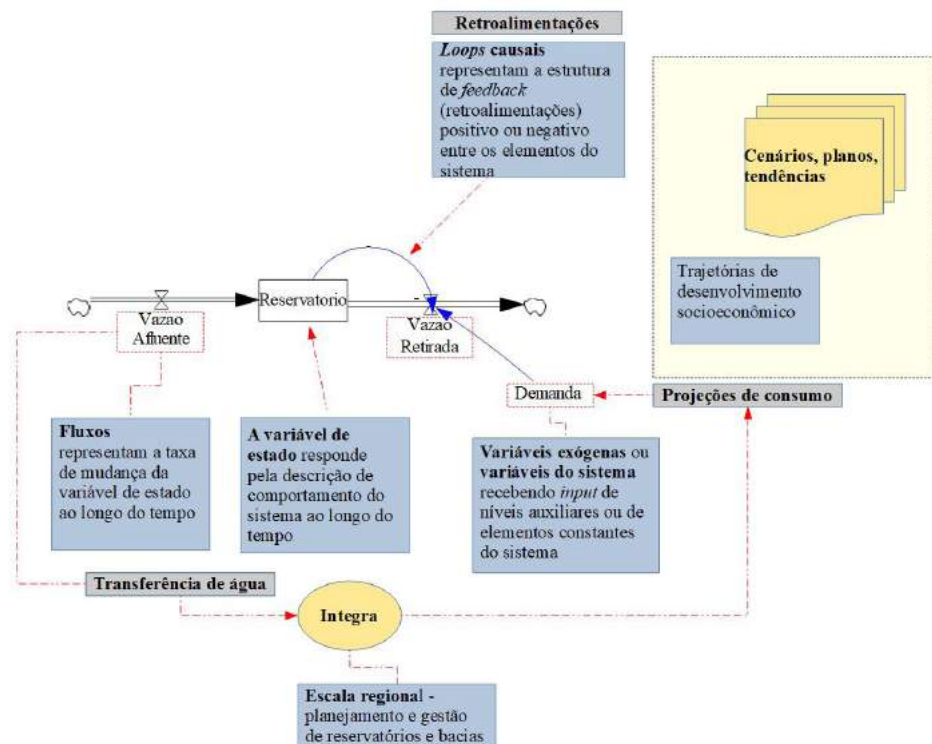 Retroalimentações
Loops causais
representam a estrutura
de feedback
(retroalimentações)
positivo ou negativo
entre os elementos do
sistema
Cenários, planos,
tendências
Trajetórias de
desenvolvimento
socioeconômico
Reservatorio
Vazao
Afluente
-
Vazao
Retirada
Demanda
Projeções de consumo
Fluxos
representam a taxa
de mudança da
variável de estado
ao longo do tempo
A variável de
estado responde
pela descrição de
comportamento do
sistema ao longo do
tempo
Variáveis exógenas ou
variáveis do sistema
recebendo input de
níveis auxiliares ou de
elementos constantes
do sistema
Transferência de água
Integra
Escala regional -
planejamento e gestão
de reservatórios e bacias